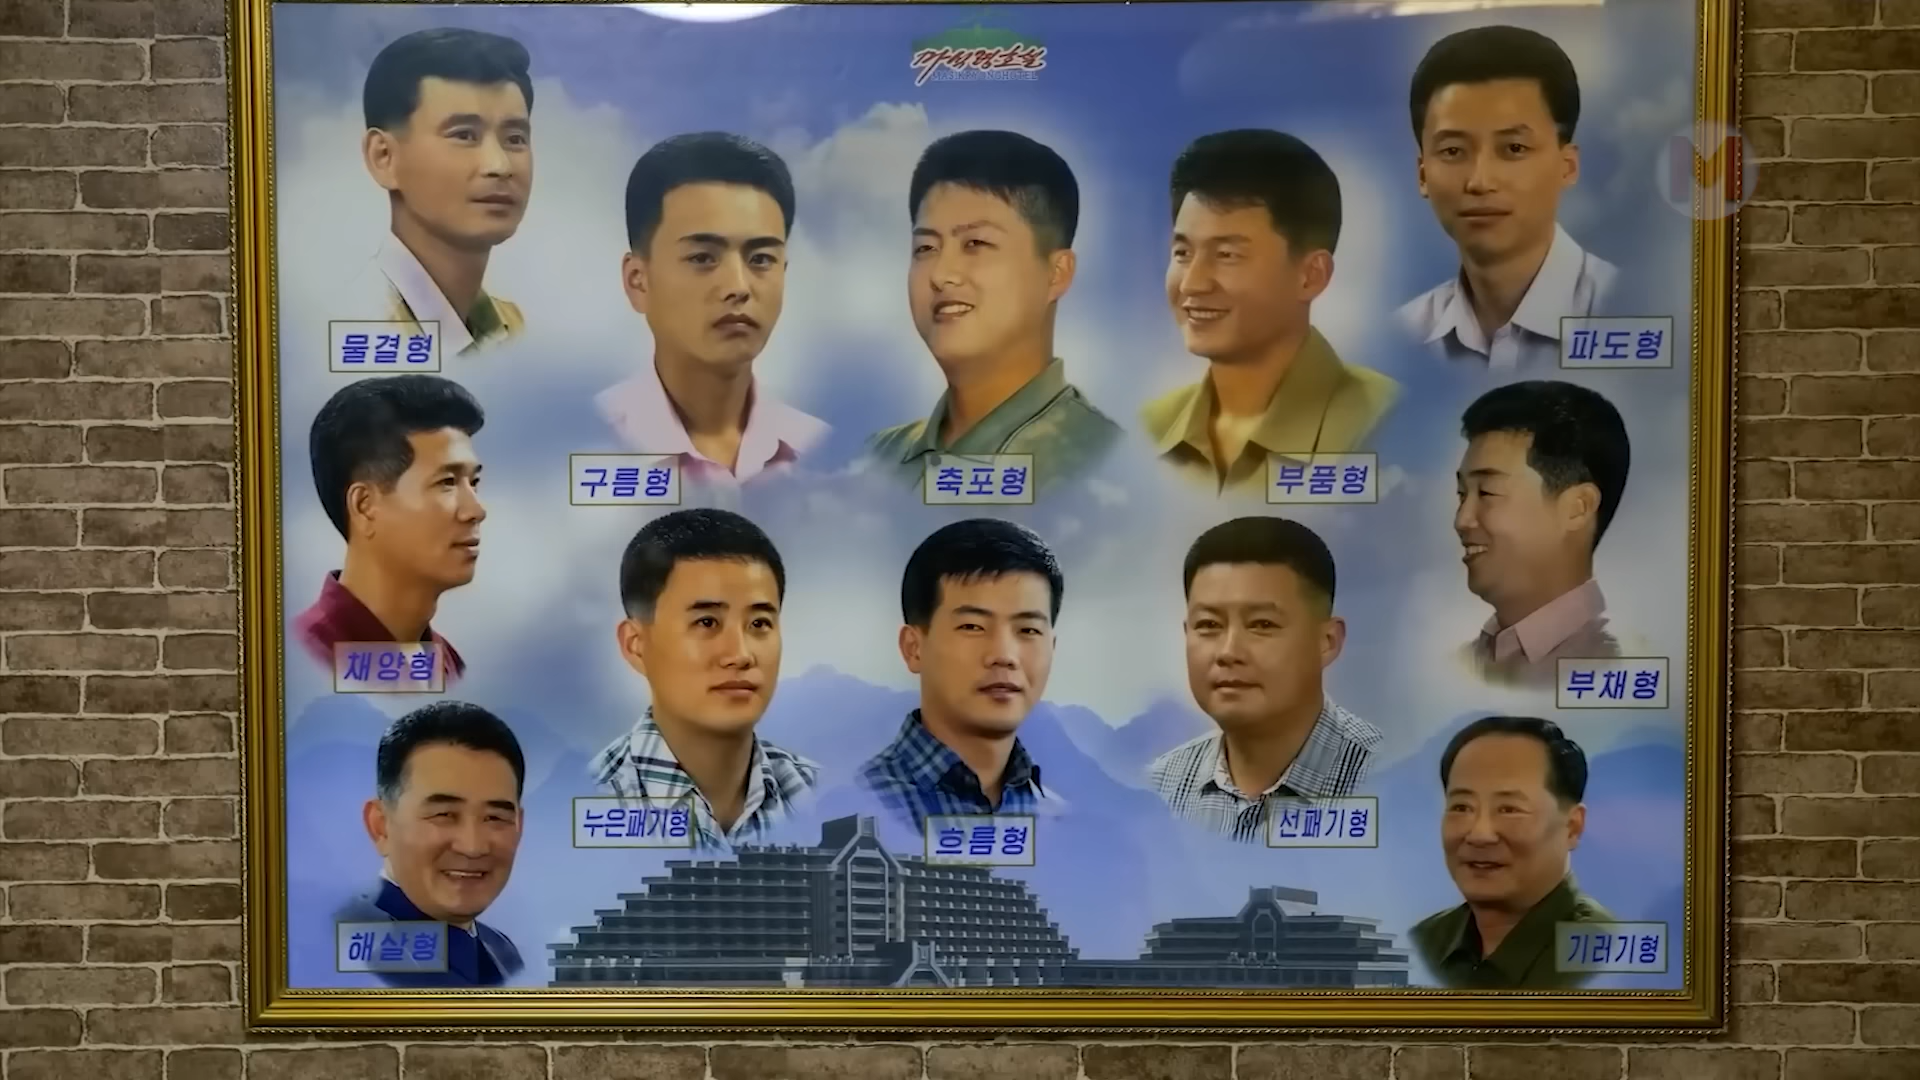 마식령호텔
MASIKRYONGHOTEL
물결형
구름형
축포형
부품형
파도형
채양형
누은패기형
흐름형
선패기형
부채형
해살형
기러기형
M